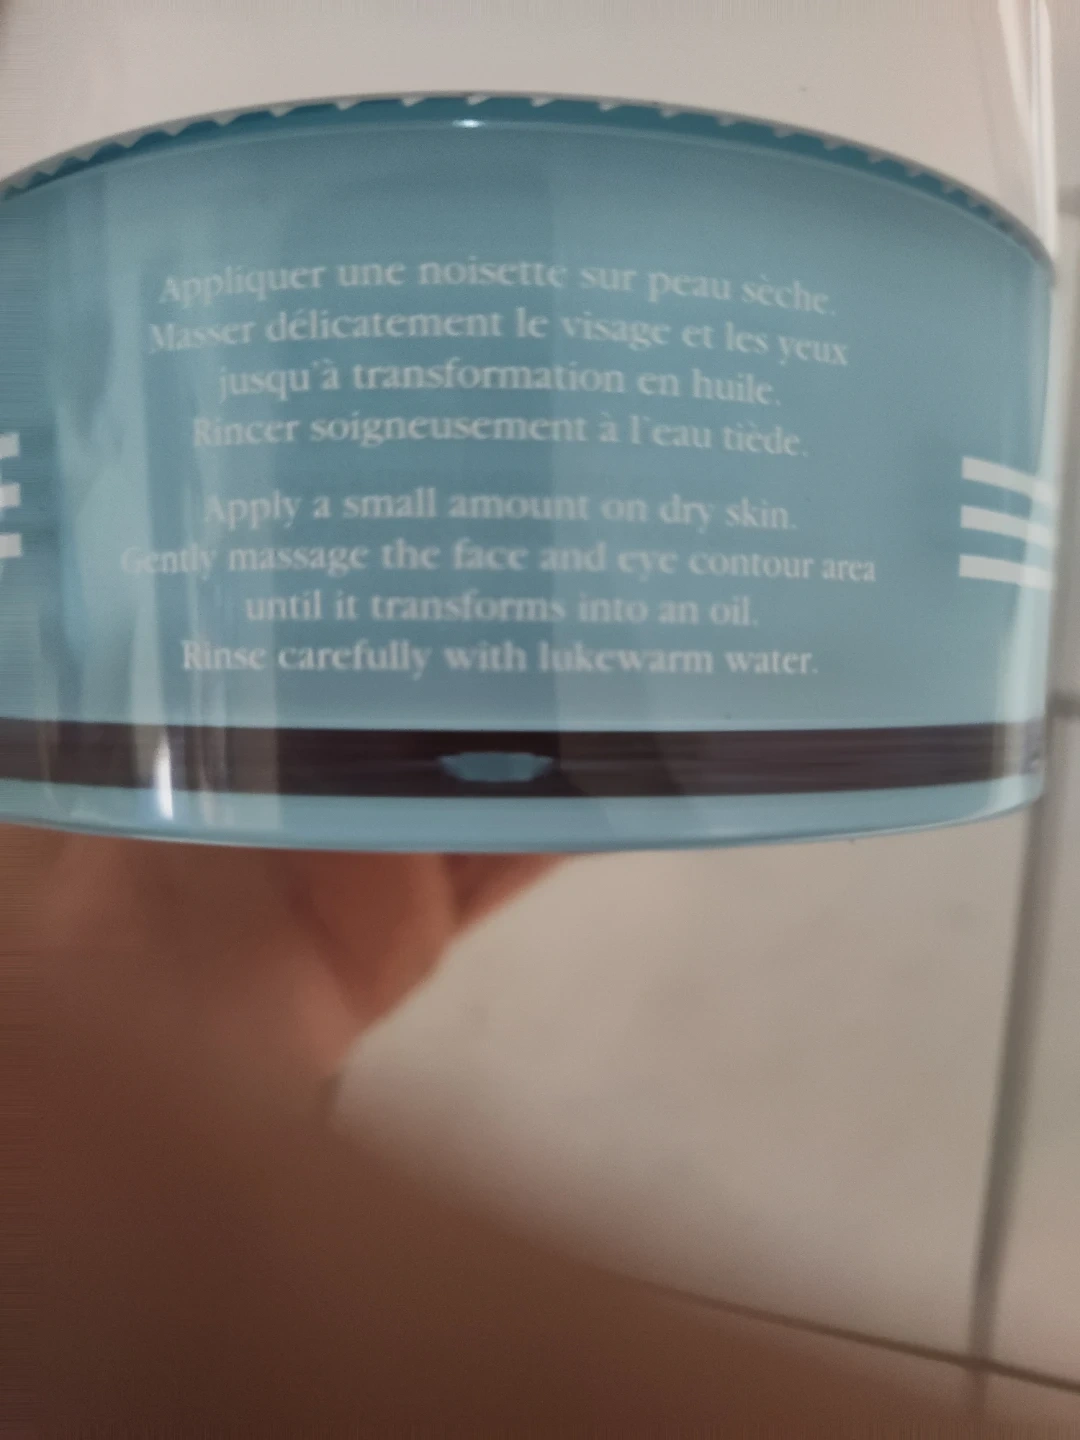 Appliquer une noisette sur peau sèche.
Masser délicatement le visage et les yeux
jusqu'à transformation en huile.
Rincer soigneusement à l'eau tiède.
Apply a small amount on dry skin.
Gently massage the face and eye contour area
until it transforms into an oil.
Rinse carefully with lukewarm water.